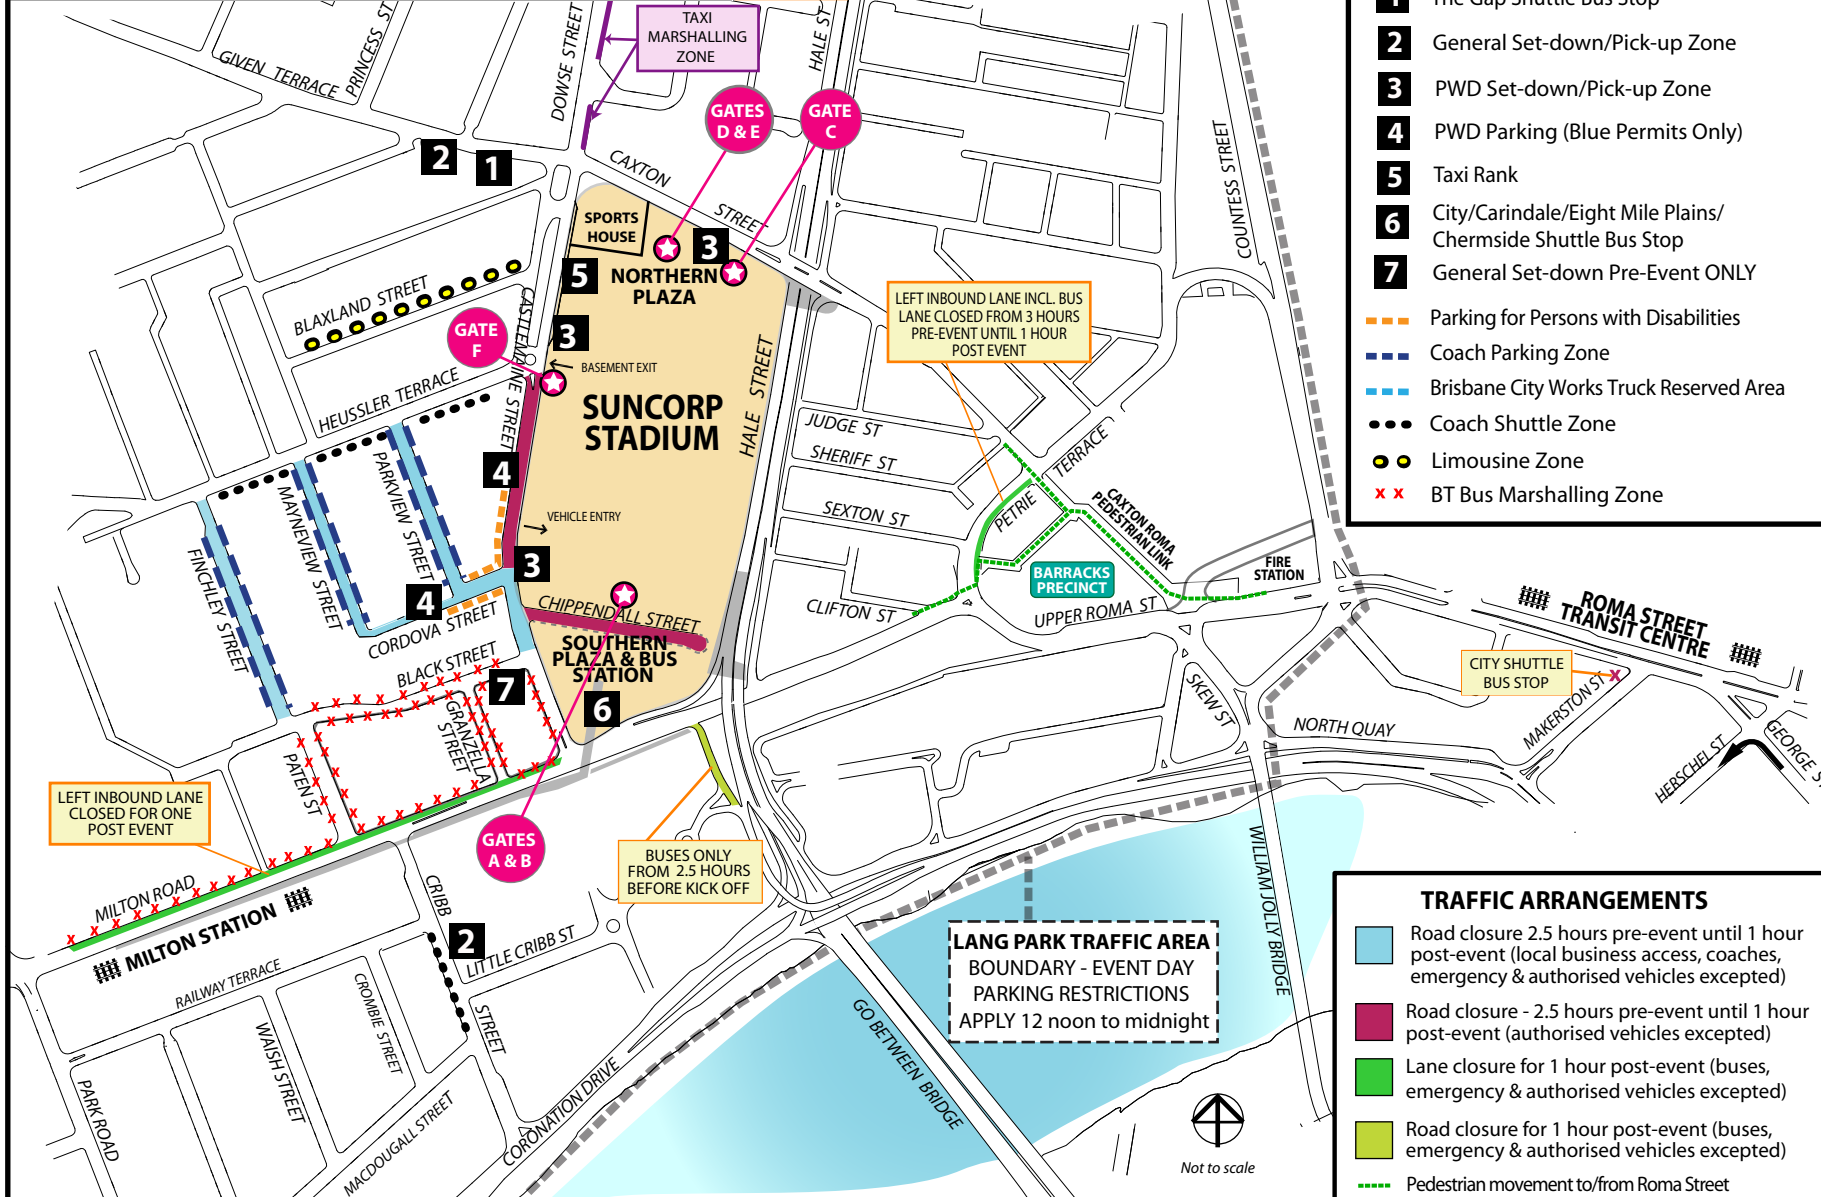 GIVEN TERRACE
PRINCESS ST
DOWSE STREET
TAXI
MARSHALLING
ZONE
HALE ST
GATES
D & E
GATE
C
2
1
CAXTON
STREET
COUNTESS STREET
SPORTS
HOUSE
3
5
NORTHERN
PLAZA
BLAXLAND STREET
CASTLEMAINE STREET
GATE
F
3
BASEMENT EXIT
HEUSSLER TERRACE
SUNCORP
STADIUM
HALE STREET
LEFT INBOUND LANE INCL. BUS
LANE CLOSED FROM 3 HOURS
PRE-EVENT UNTIL 1 HOUR
POST EVENT
JUDGE ST
SHERIFF ST
SEXTON ST
CLIFTON ST
PETRIE
TERRACE
CAXTON ROMA
PEDESTRIAN LINK
BARRACKS
PRECINCT
FIRE
STATION
UPPER ROMA ST
4
VEHICLE ENTRY
3
4
FINCHLEY STREET
MAYNEVIEW STREET
PARKVIEW STREET
CORDOVA STREET
BLACK STREET
CHIPPENDALL STREET
SOUTHERN
PLAZA & BUS
STATION
7
6
GRANZELLA
STREET
PATEN ST
LEFT INBOUND LANE
CLOSED FOR ONE
POST EVENT
GATES
A & B
BUSES ONLY
FROM 2.5 HOURS
BEFORE KICK OFF
MILTON ROAD
MILTON STATION
CRIBB
STREET
2
LITTLE CRIBB ST
RAILWAY TERRACE
CROMBIE STREET
WALSH STREET
PARK ROAD
MACDOUGALL STREET
CORONATION DRIVE
GO BETWEEN BRIDGE
WILLIAM JOLLY BRIDGE
LANG PARK TRAFFIC AREA
BOUNDARY - EVENT DAY
PARKING RESTRICTIONS
APPLY 12 noon to midnight
Not to scale
SKEW ST
NORTH QUAY
ROMA STREET
TRANSIT CENTRE
CITY SHUTTLE
BUS STOP
x
MAKERSTON ST
HERSCHEL ST
GEORGE S
1 The Gap Shuttle Bus Stop
2 General Set-down/Pick-up Zone
3 PWD Set-down/Pick-up Zone
4 PWD Parking (Blue Permits Only)
5 Taxi Rank
6 City/Carindale/Eight Mile Plains/
Chermside Shuttle Bus Stop
7 General Set-down Pre-Event ONLY
Parking for Persons with Disabilities
Coach Parking Zone
Brisbane City Works Truck Reserved Area
Coach Shuttle Zone
Limousine Zone
x x BT Bus Marshalling Zone
TRAFFIC ARRANGEMENTS
Road closure 2.5 hours pre-event until 1 hour
post-event (local business access, coaches,
emergency & authorised vehicles excepted)
Road closure - 2.5 hours pre-event until 1 hour
post-event (authorised vehicles excepted)
Lane closure for 1 hour post-event (buses,
emergency & authorised vehicles excepted)
Road closure for 1 hour post-event (buses,
emergency & authorised vehicles excepted)
Pedestrian movement to/from Roma Street